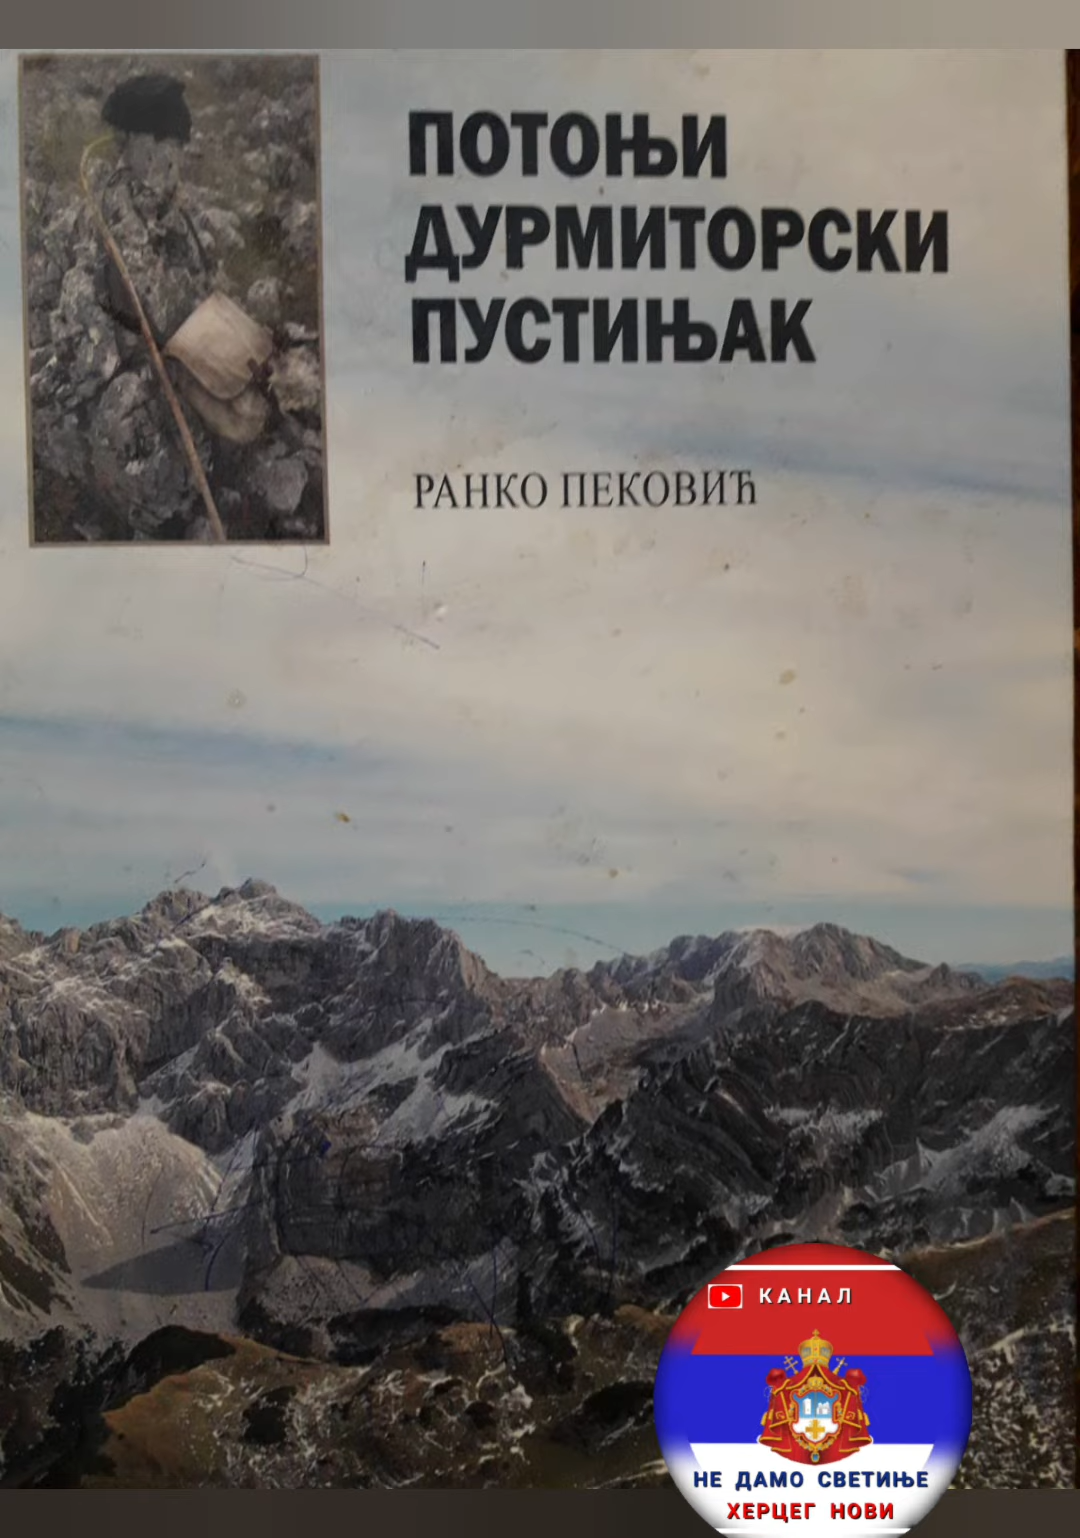 ПОТОЊИ
ДУРМИТОРСКИ
ПУСТИЊАК
РАНКО ПЕКОВИЋ
КАНАЛ
НЕ ДАМО СВЕТИЊЕ
ХЕРЦЕГ НОВИ